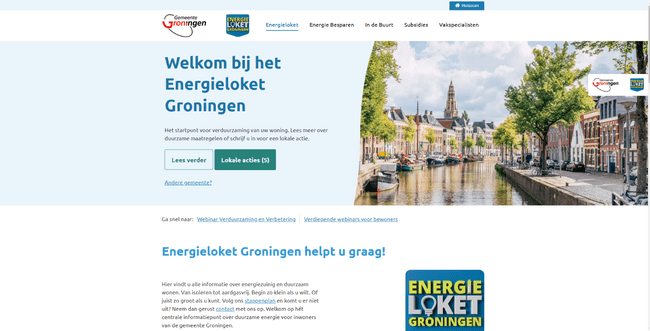 Huiscan
Gemeente
Groningen
ENERGIE
LOKET
GRONINGEN
Energieloket
Energie Besparen
In de Buurt
Subsidies
Vakspecialisten
Welkom bij het
Energieloket
Groningen
Het startpunt voor verduurzaming van uw woning. Lees meer over
duurzame maatregelen of schrijf u in voor een lokale actie.
Lees verder
Lokale acties (5)
Andere gemeente?
Ga snel naar: Webinar Verduurzaming en Verbetering Verdiepende webinars voor bewoners
Energieloket Groningen helpt u graag!
Hier vindt u alle informatie over energiezuinig en duurzaam
wonen. Van isoleren tot aardgasvrij. Begin zo klein als u wilt. Of
juist zo groot als u kunt. Volg ons stappenplan en komt u er niet
uit? Neem dan gerust contact met ons op. Welkom op hét
centrale informatiepunt over duurzame energie voor inwoners
van de gemeente Groningen.
ENERGIE
LOKET
GRONINGEN